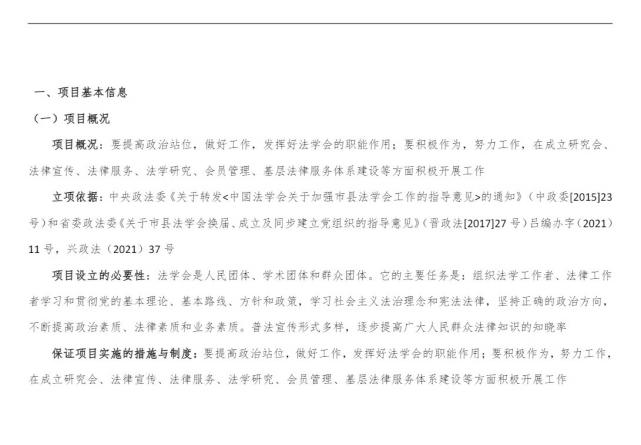 一、项目基本信息
（一）项目概况
项目概况：要提高政治站位，做好工作，发挥好法学会的职能作用；要积极作为，努力工作，在成立研究会、
法律宣传、法律服务、法学研究、会员管理、基层法律服务体系建设等方面积极开展工作
立项依据：中央政法委《关于转发<中国法学会关于加强市县法学会工作的指导意见>的通知》（中政委[2015]23
号）和省委政法委《关于市县法学会换届、成立及同步建立党组织的指导意见》（晋政法[2017]27 号）吕编办字（2021）
11 号，兴政法（2021）37 号
项目设立的必要性：法学会是人民团体、学术团体和群众团体。它的主要任务是：组织法学工作者、法律工作
者学习和贯彻党的基本理论、基本路线、方针和政策，学习社会主义法治理念和宪法法律，坚持正确的政治方向，
不断提高政治素质、法律素质和业务素质。普法宣传形式多样，逐步提高广大人民群众法律知识的知晓率
保证项目实施的措施与制度：要提高政治站位，做好工作，发挥好法学会的职能作用；要积极作为，努力工作，
在成立研究会、法律宣传、法律服务、法学研究、会员管理、基层法律服务体系建设等方面积极开展工作